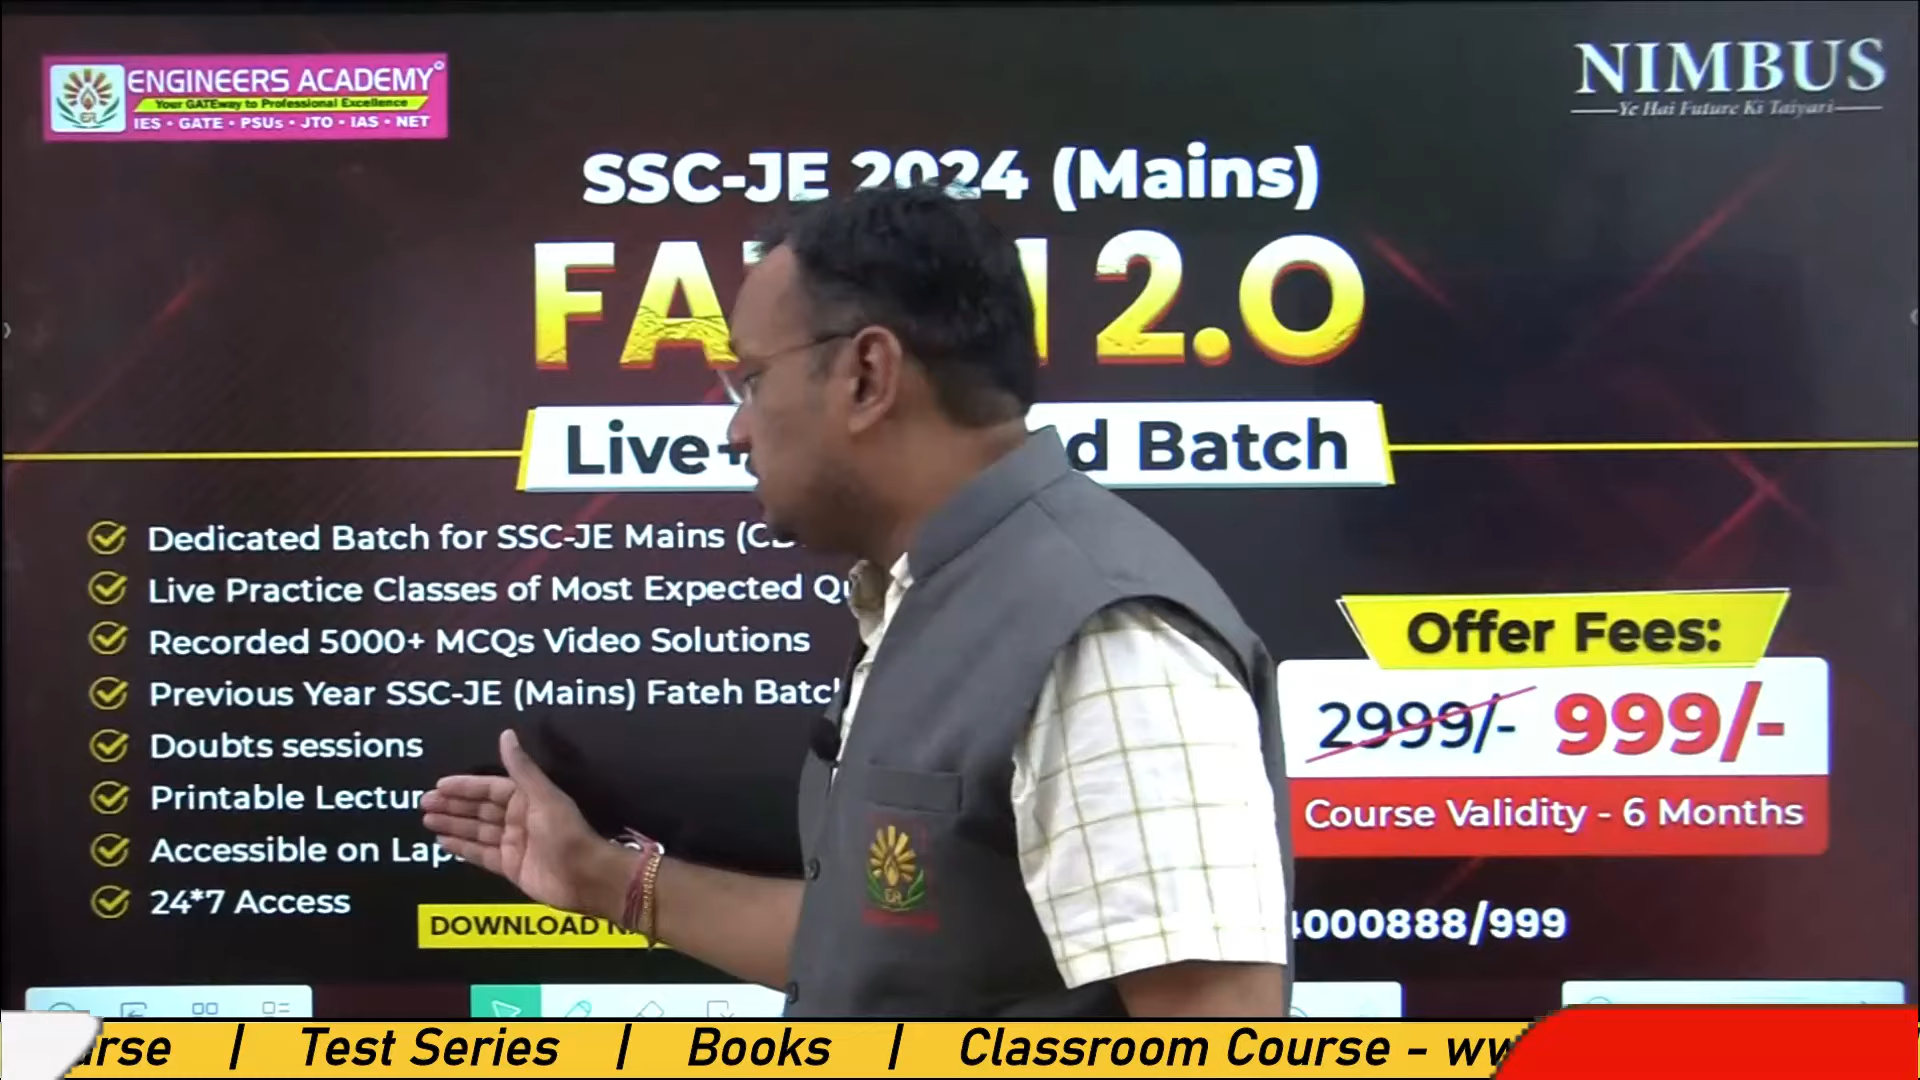 ENGINEERS ACADEMY
Your GATEway to Professional Excellence
IES • GATE • PSUs • JTO • IAS • NET
NIMBUS
Ye Hai Future Ki Taiyari
SSC-JE 2024 (Mains)
2.O
Live+ Batch
Dedicated Batch for SSC-JE Mains
Live Practice Classes of Most Expected
Recorded 5000+ MCQs Video Solutions
Previous Year SSC-JE (Mains) Fateh
Doubts sessions
Printable
Accessible on
24*7 Access
DOWNLOAD
Offer Fees:
2999/- 999/-
Course Validity - 6 Months
000888/999
| Test Series | Books | Classroom Course -